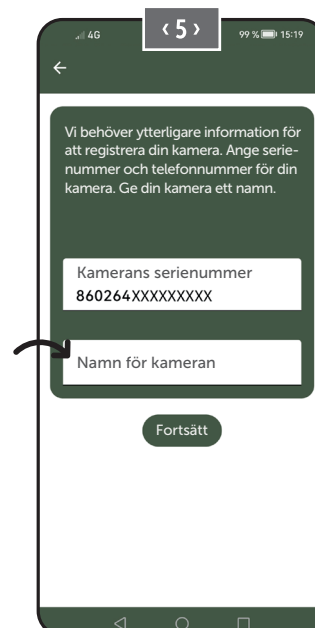 4G
‹ 5 ›
99 % 15:19
Vi behöver ytterligare information för
att registrera din kamera. Ange serie-
nummer och telefonnummer för din
kamera. Ge din kamera ett namn.
Kamerans serienummer
860264XXXXXXXXX
Namn för kameran
Fortsätt